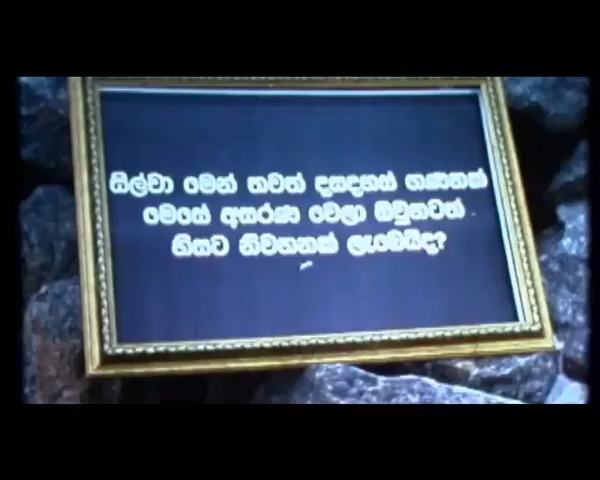 සිල්වා මෙන් තවත් දසදහස් ගණනක්
මෙසේ අසරණ වෙලා ඔවුනටත්
හිසට නිවහනක් ලැබෙයිද?